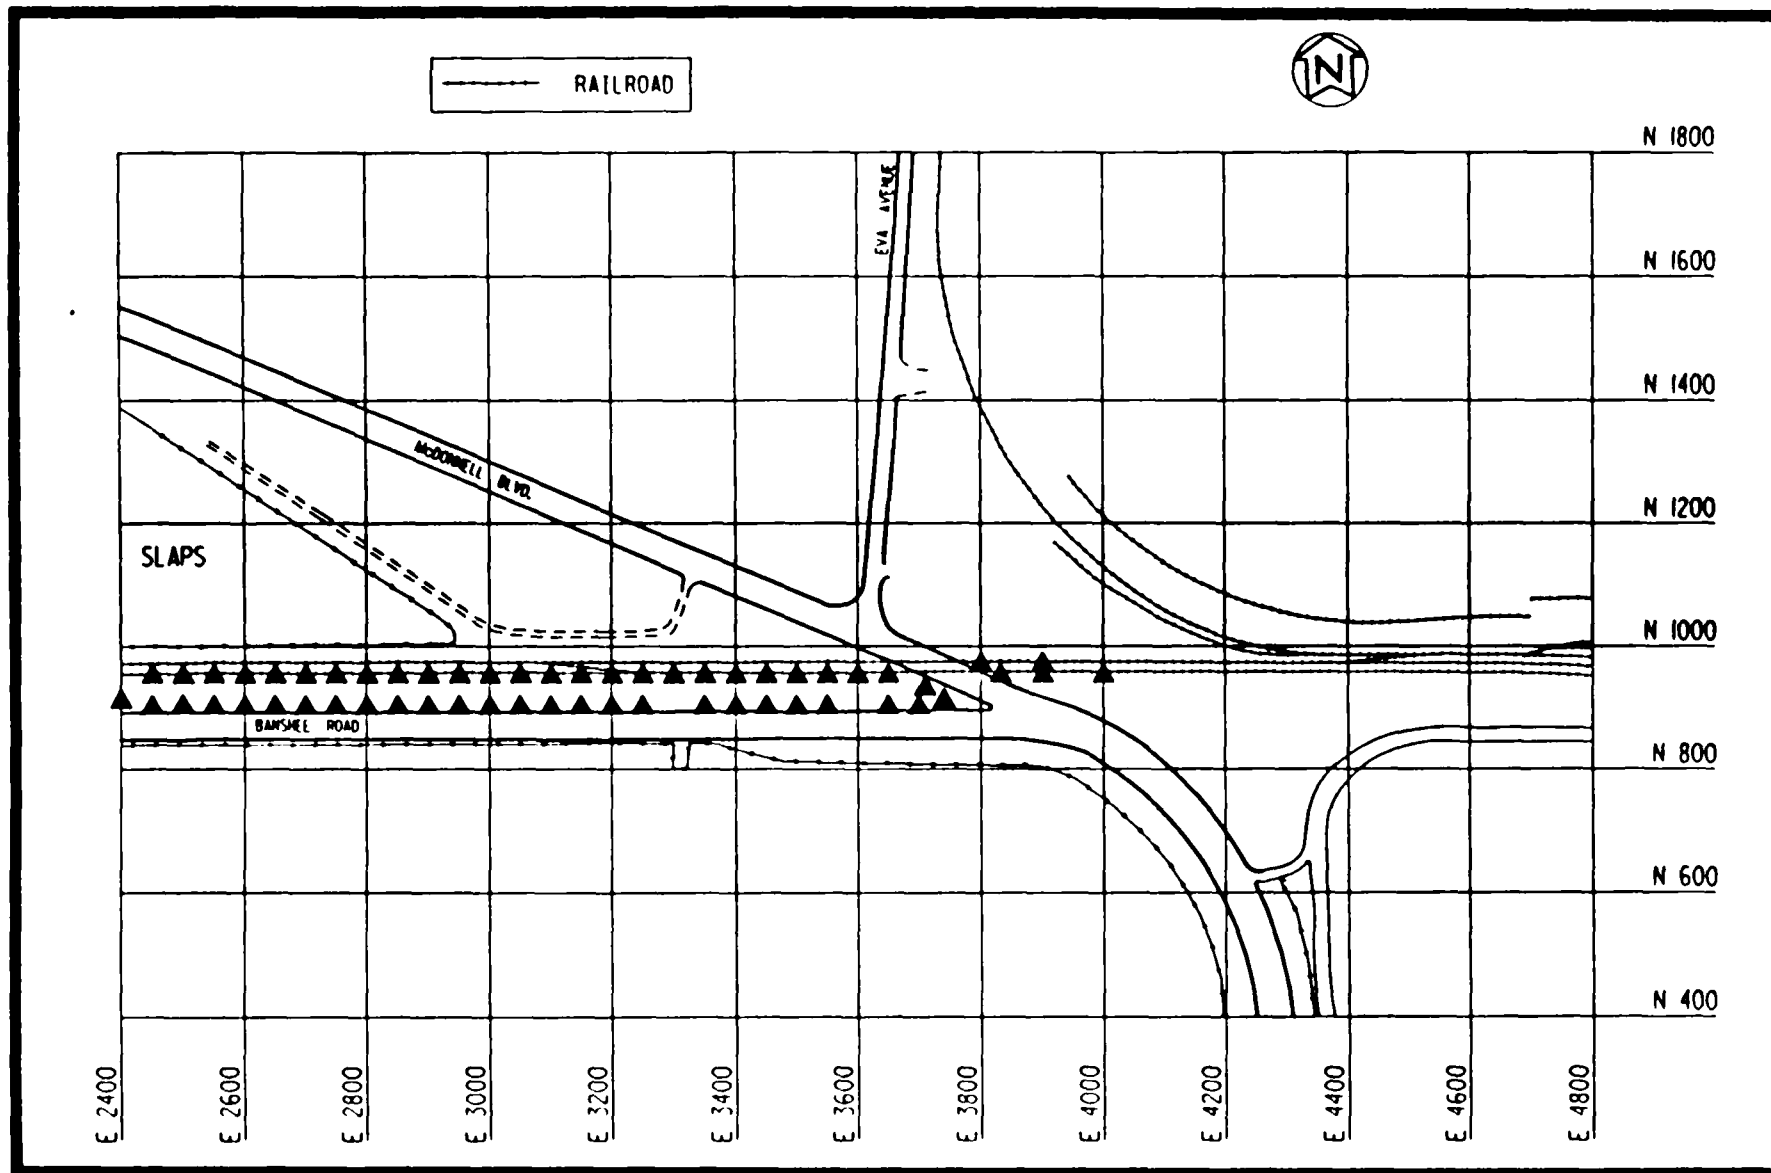 RAILROAD
N
N 1800
EVA AVENUE
N 1600
N 1400
McDONNELL BLVD.
N 1200
SLAPS
N 1000
BANSHEE ROAD
N 800
N 600
N 400
E 2400
E 2600
E 2800
E 3000
E 3200
E 3400
E 3600
E 3800
E 4000
E 4200
E 4400
E 4600
E 4800